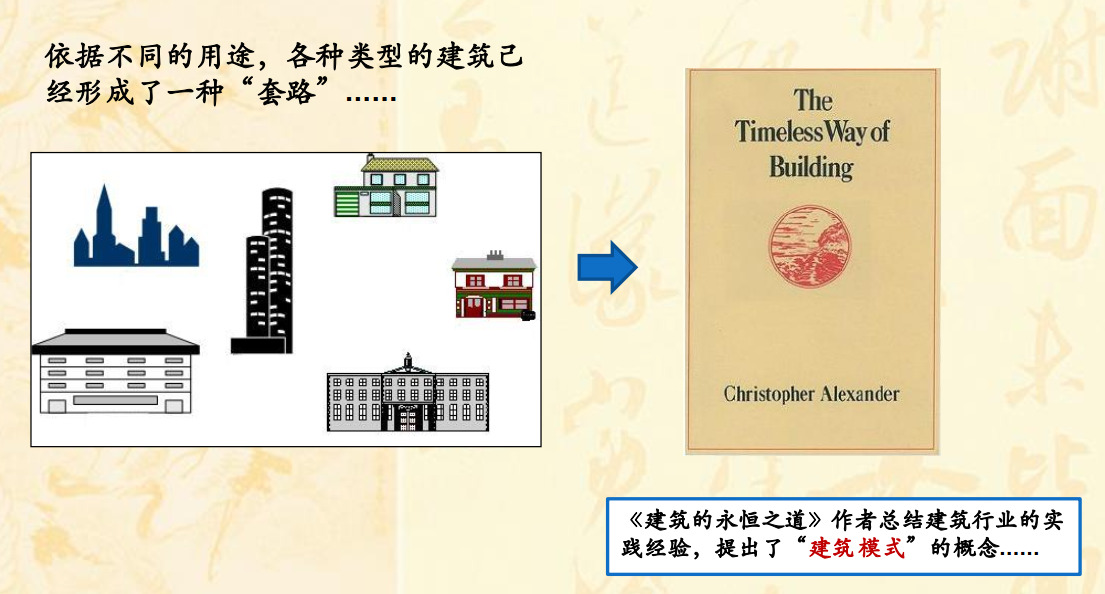 依据不同的用途，各种类型的建筑已
经形成了一种“套路”……
The
Timeless Way of
Building
Christopher Alexander
《建筑的永恒之道》作者总结建筑行业的实
践经验，提出了“建筑模式”的概念……